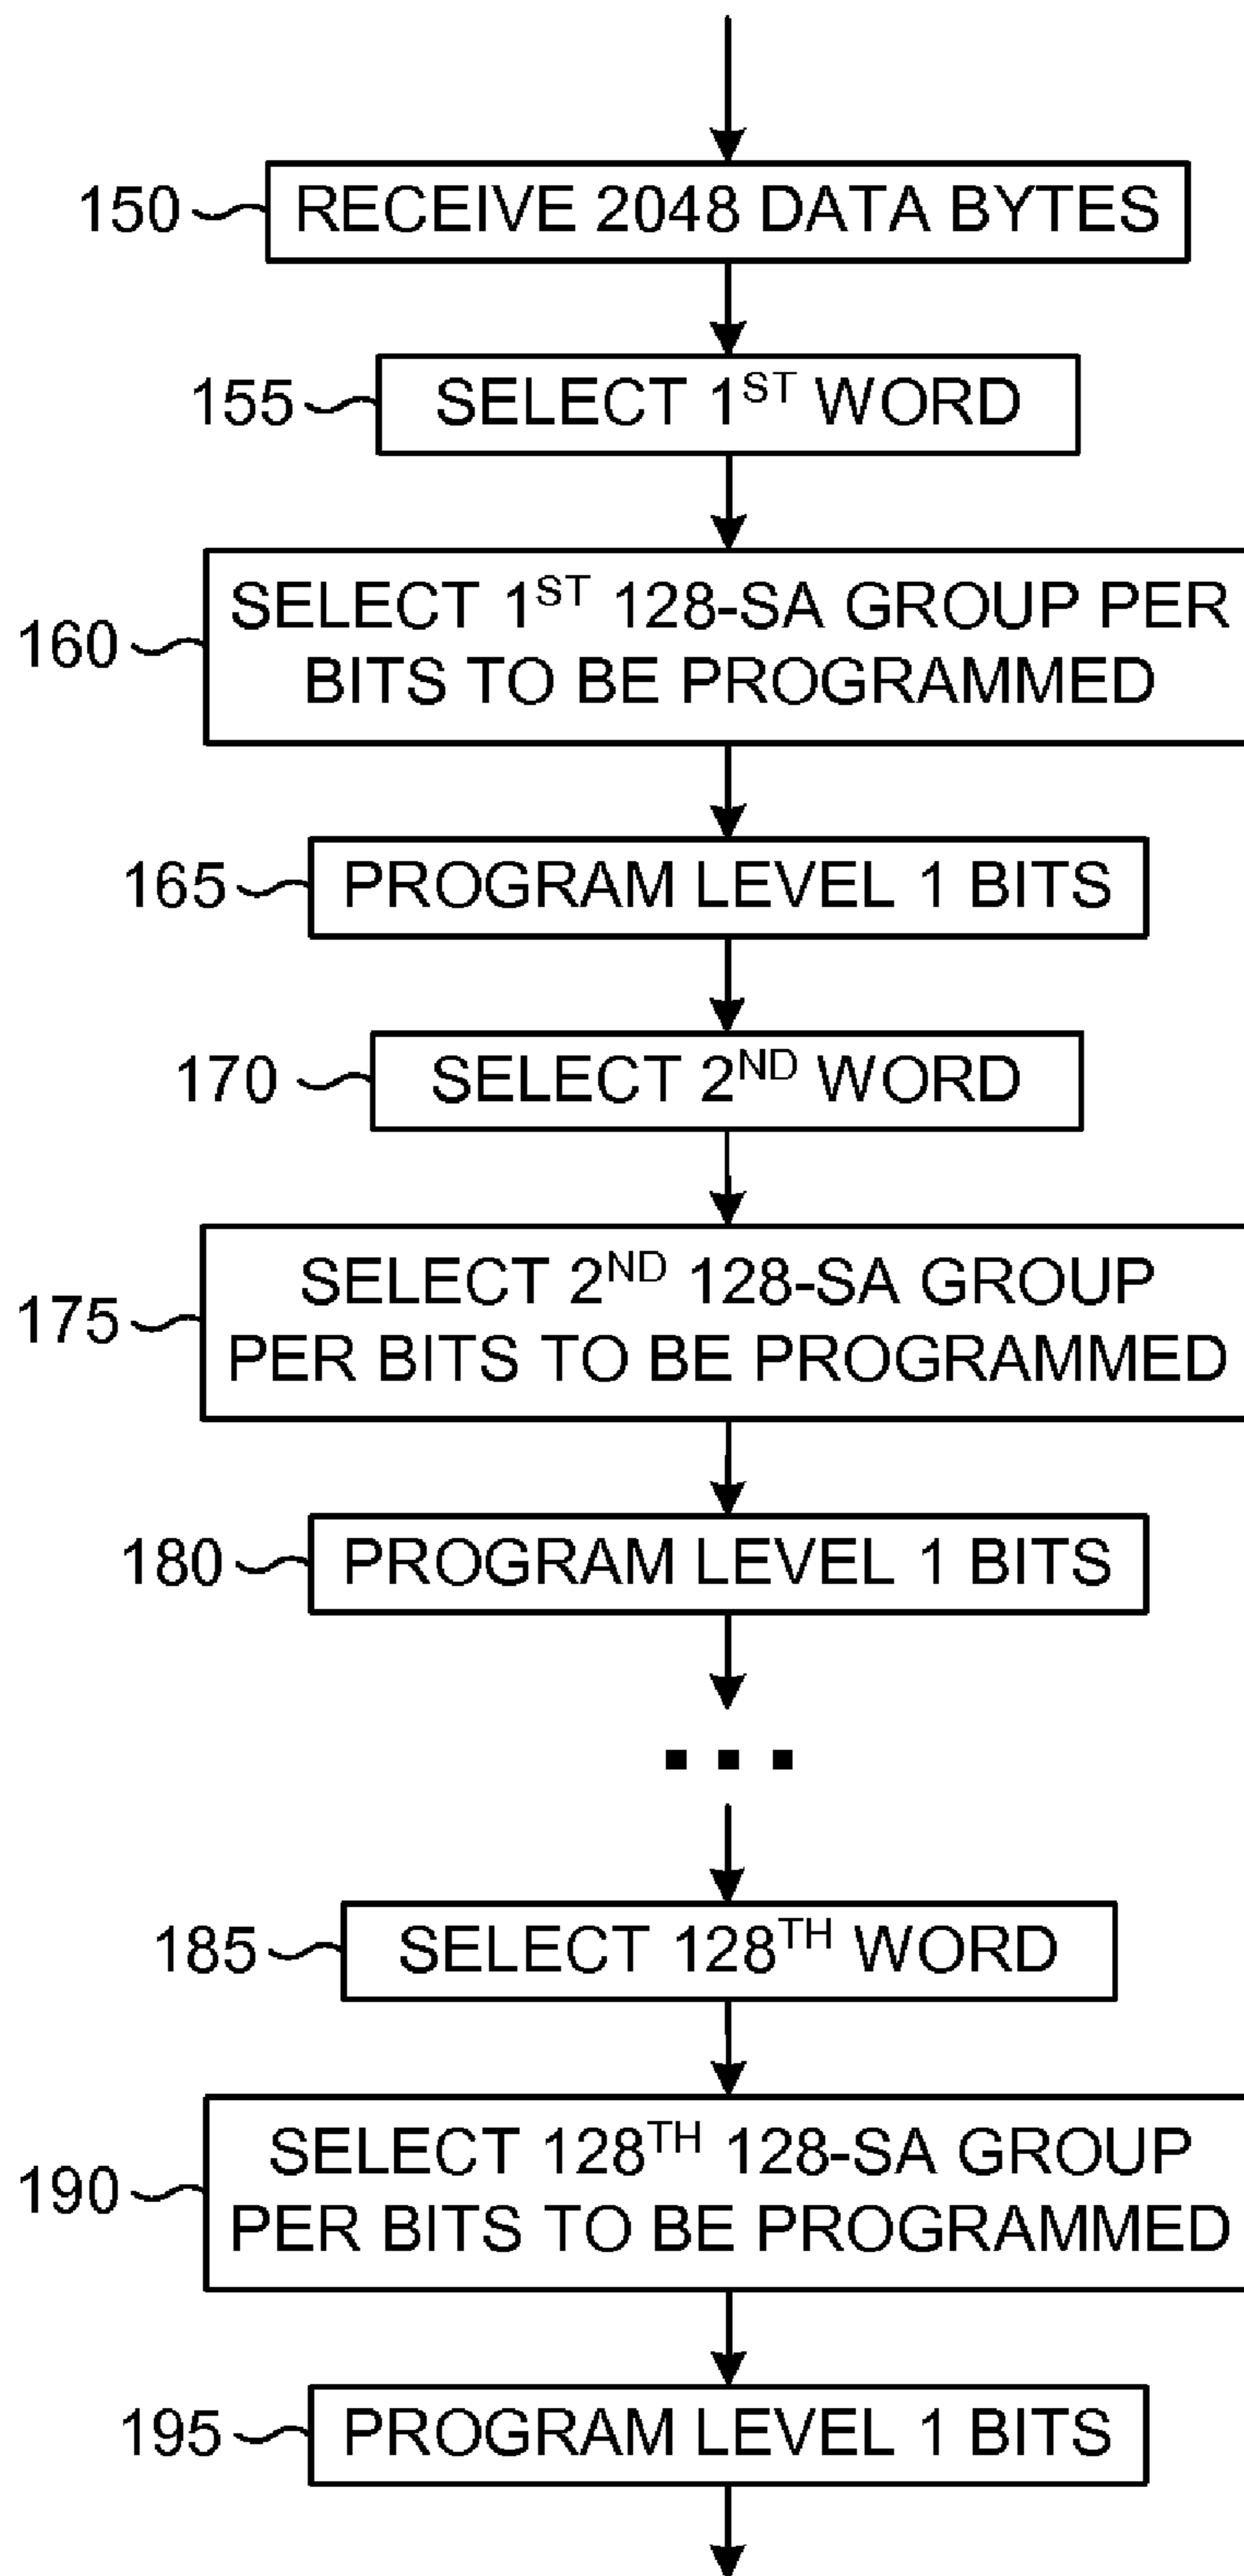 150 RECEIVE 2048 DATA BYTES
155 SELECT 1ST WORD
160 SELECT 1ST 128-SA GROUP PER
BITS TO BE PROGRAMMED
165 PROGRAM LEVEL 1 BITS
170 SELECT 2ND WORD
175 SELECT 2ND 128-SA GROUP
PER BITS TO BE PROGRAMMED
180 PROGRAM LEVEL 1 BITS
...
185 SELECT 128TH WORD
190 SELECT 128TH 128-SA GROUP
PER BITS TO BE PROGRAMMED
195 PROGRAM LEVEL 1 BITS